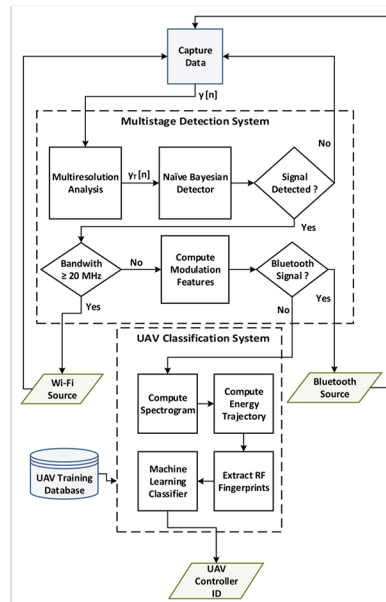 Capture
Data
y [n]
Multistage Detection System
Multiresolution
Analysis
yT [n]
Naïve Bayesian
Detector
Signal
Detected ?
No
Yes
Bandwith
≥ 20 MHz
No
Compute
Modulation
Features
Bluetooth
Signal ?
Yes
No
Yes
UAV Classification System
Wi-Fi
Source
Compute
Spectrogram
Compute
Energy
Trajectory
Bluetooth
Source
UAV Training
Database
Machine
Learning
Classifier
Extract RF
Fingerprints
UAV
Controller
ID